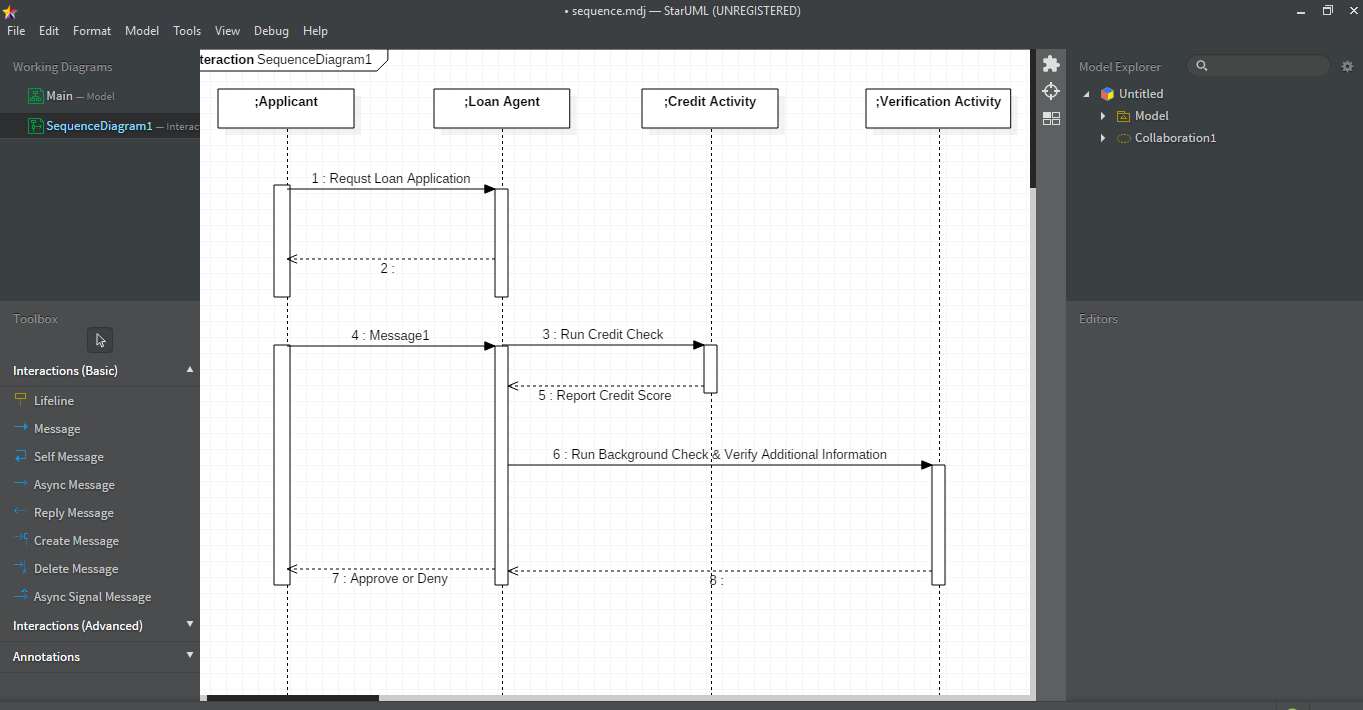 • sequence.mdj — StarUML (UNREGISTERED)
File Edit Format Model Tools View Debug Help
Working Diagrams
Main — Model
SequenceDiagram1 — Interac
Toolbox
Interactions (Basic)
Lifeline
Message
Self Message
Async Message
Reply Message
Create Message
Delete Message
Async Signal Message
Interactions (Advanced)
Annotations
teraction SequenceDiagram1
;Applicant
;Loan Agent
;Credit Activity
;Verification Activity
1 : Requst Loan Application
2 :
4 : Message1
3 : Run Credit Check
5 : Report Credit Score
6 : Run Background Check & Verify Additional Information
7 : Approve or Deny
8 :
Model Explorer
Untitled
Model
Collaboration1
Editors